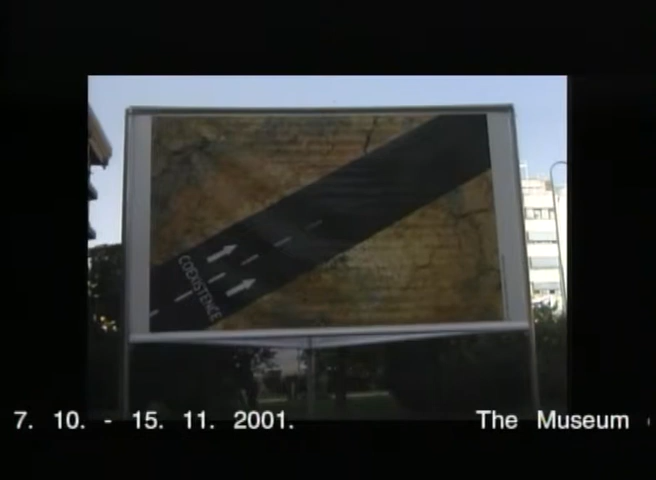 COEXISTENCE
7. 10. - 15. 11. 2001. The Museum